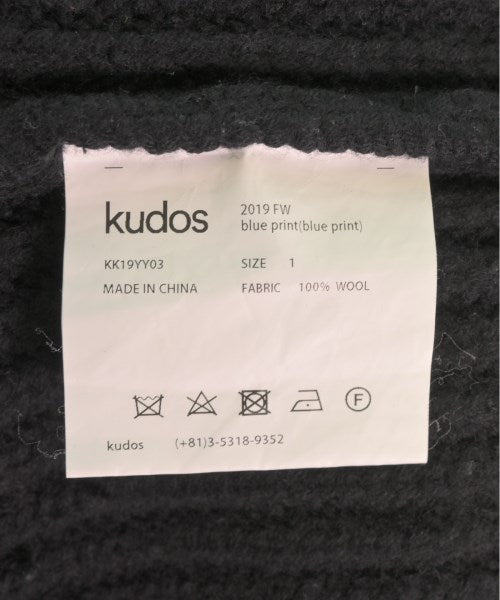 kudos
2019 FW
blue print(blue print)
KK19YY03
SIZE 1
MADE IN CHINA
FABRIC 100% WOOL
F
kudos (+81)3-5318-9352